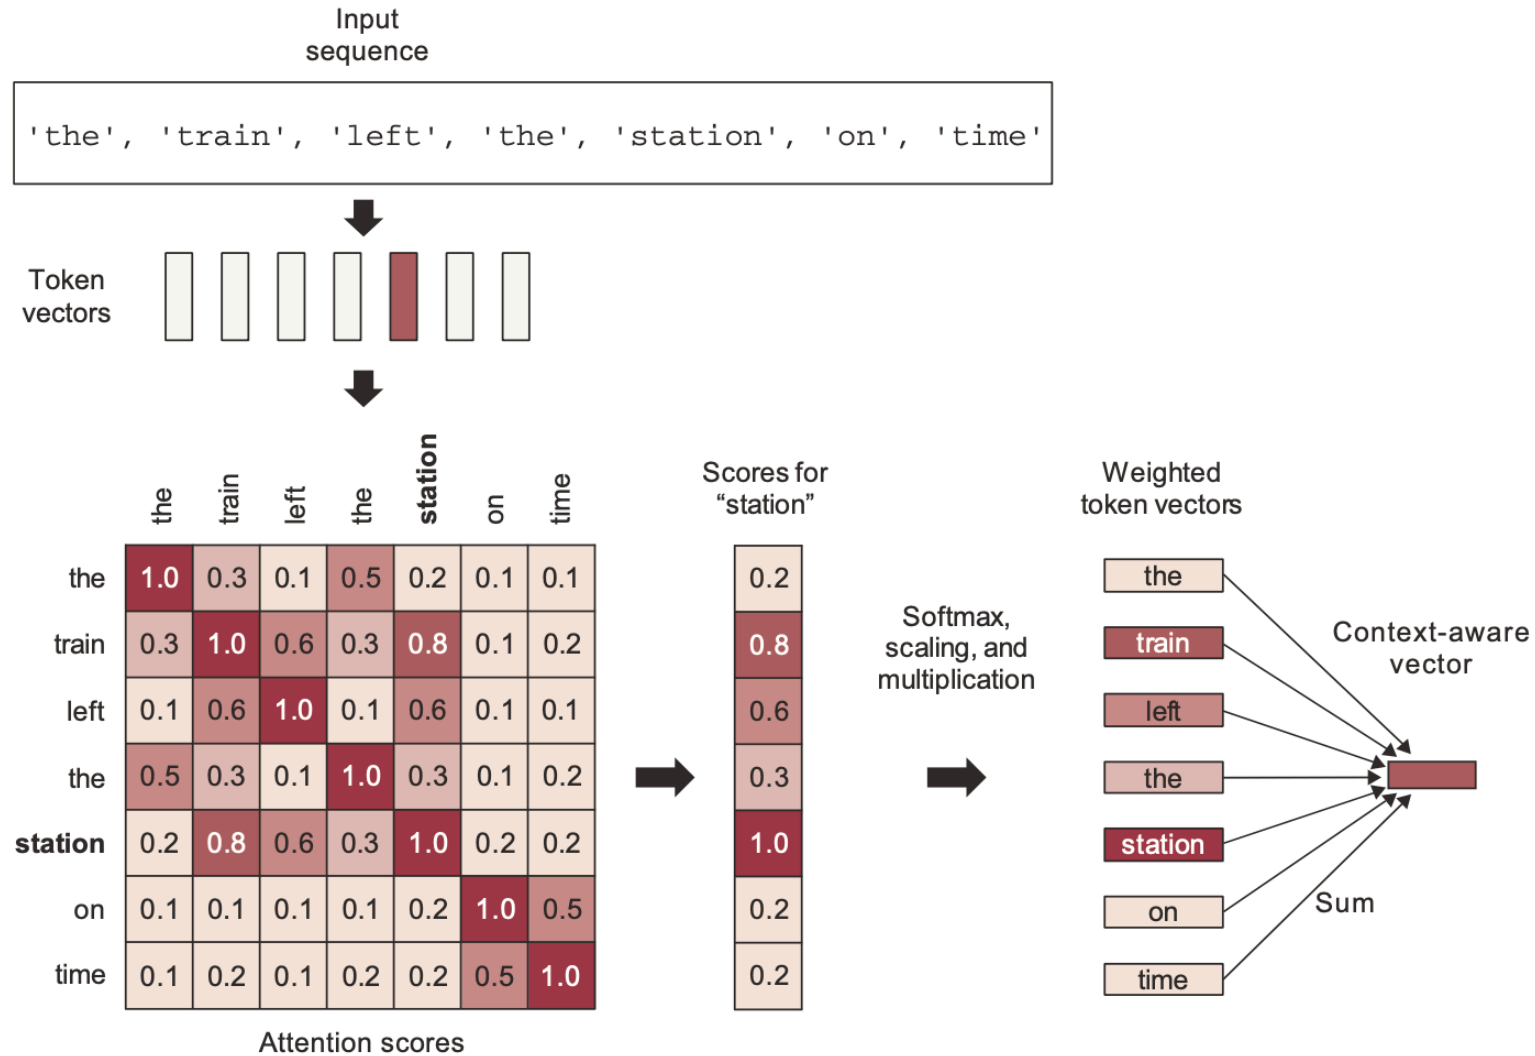 Input
sequence
'the', 'train', 'left', 'the', 'station', 'on', 'time'
Token
vectors
the train left the station on time
the 1.0 0.3 0.1 0.5 0.2 0.1 0.1
train 0.3 1.0 0.6 0.3 0.8 0.1 0.2
left 0.1 0.6 1.0 0.1 0.6 0.1 0.1
the 0.5 0.3 0.1 1.0 0.3 0.1 0.2
station 0.2 0.8 0.6 0.3 1.0 0.2 0.2
on 0.1 0.1 0.1 0.1 0.2 1.0 0.5
time 0.1 0.2 0.1 0.2 0.2 0.5 1.0
Attention scores
Scores for
“station”
0.2
0.8
0.6
0.3
1.0
0.2
0.2
Softmax,
scaling, and
multiplication
Weighted
token vectors
the
train
left
the
station
on
time
Context-aware
vector
Sum